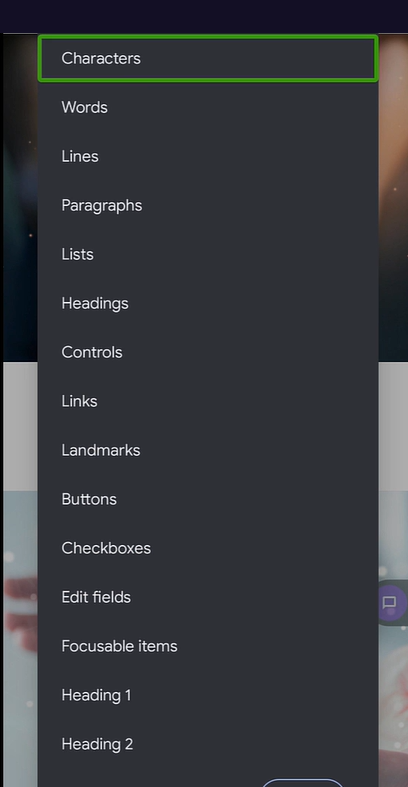 Characters
Words
Lines
Paragraphs
Lists
Headings
Controls
Links
Landmarks
Buttons
Checkboxes
Edit fields
Focusable items
Heading 1
Heading 2